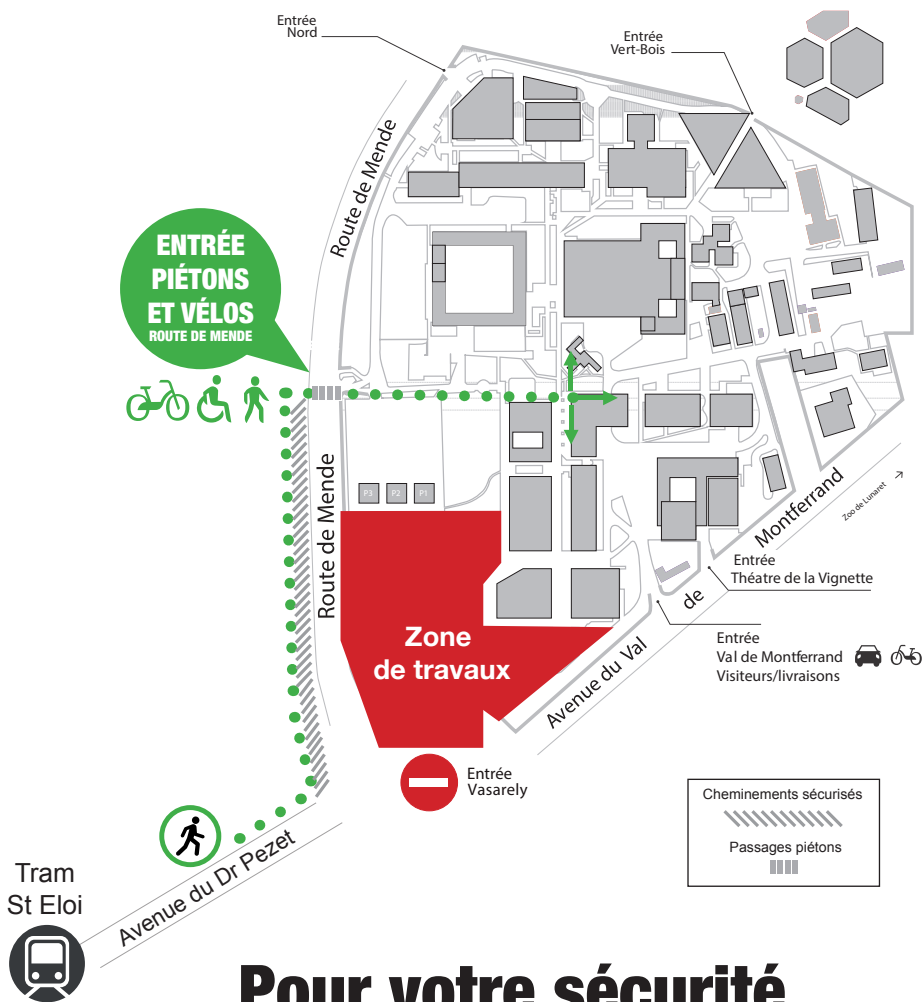 Entrée
Nord
Entrée
Vert-Bois
Route de Mende
ENTRÉE
PIÉTONS
ET VÉLOS
ROUTE DE MENDE
Route de Mende
P3
P2
P1
Zone
de travaux
Avenue du Val de Montferrand
Zoo de Lunaret
Entrée
Théatre de la Vignette
Entrée
Val de Montferrand
Visiteurs/livraisons
Entrée
Vasarely
Cheminements sécurisés
Passages piétons
Avenue du Dr Pezet
Tram
St Eloi
Pour votre sécurité